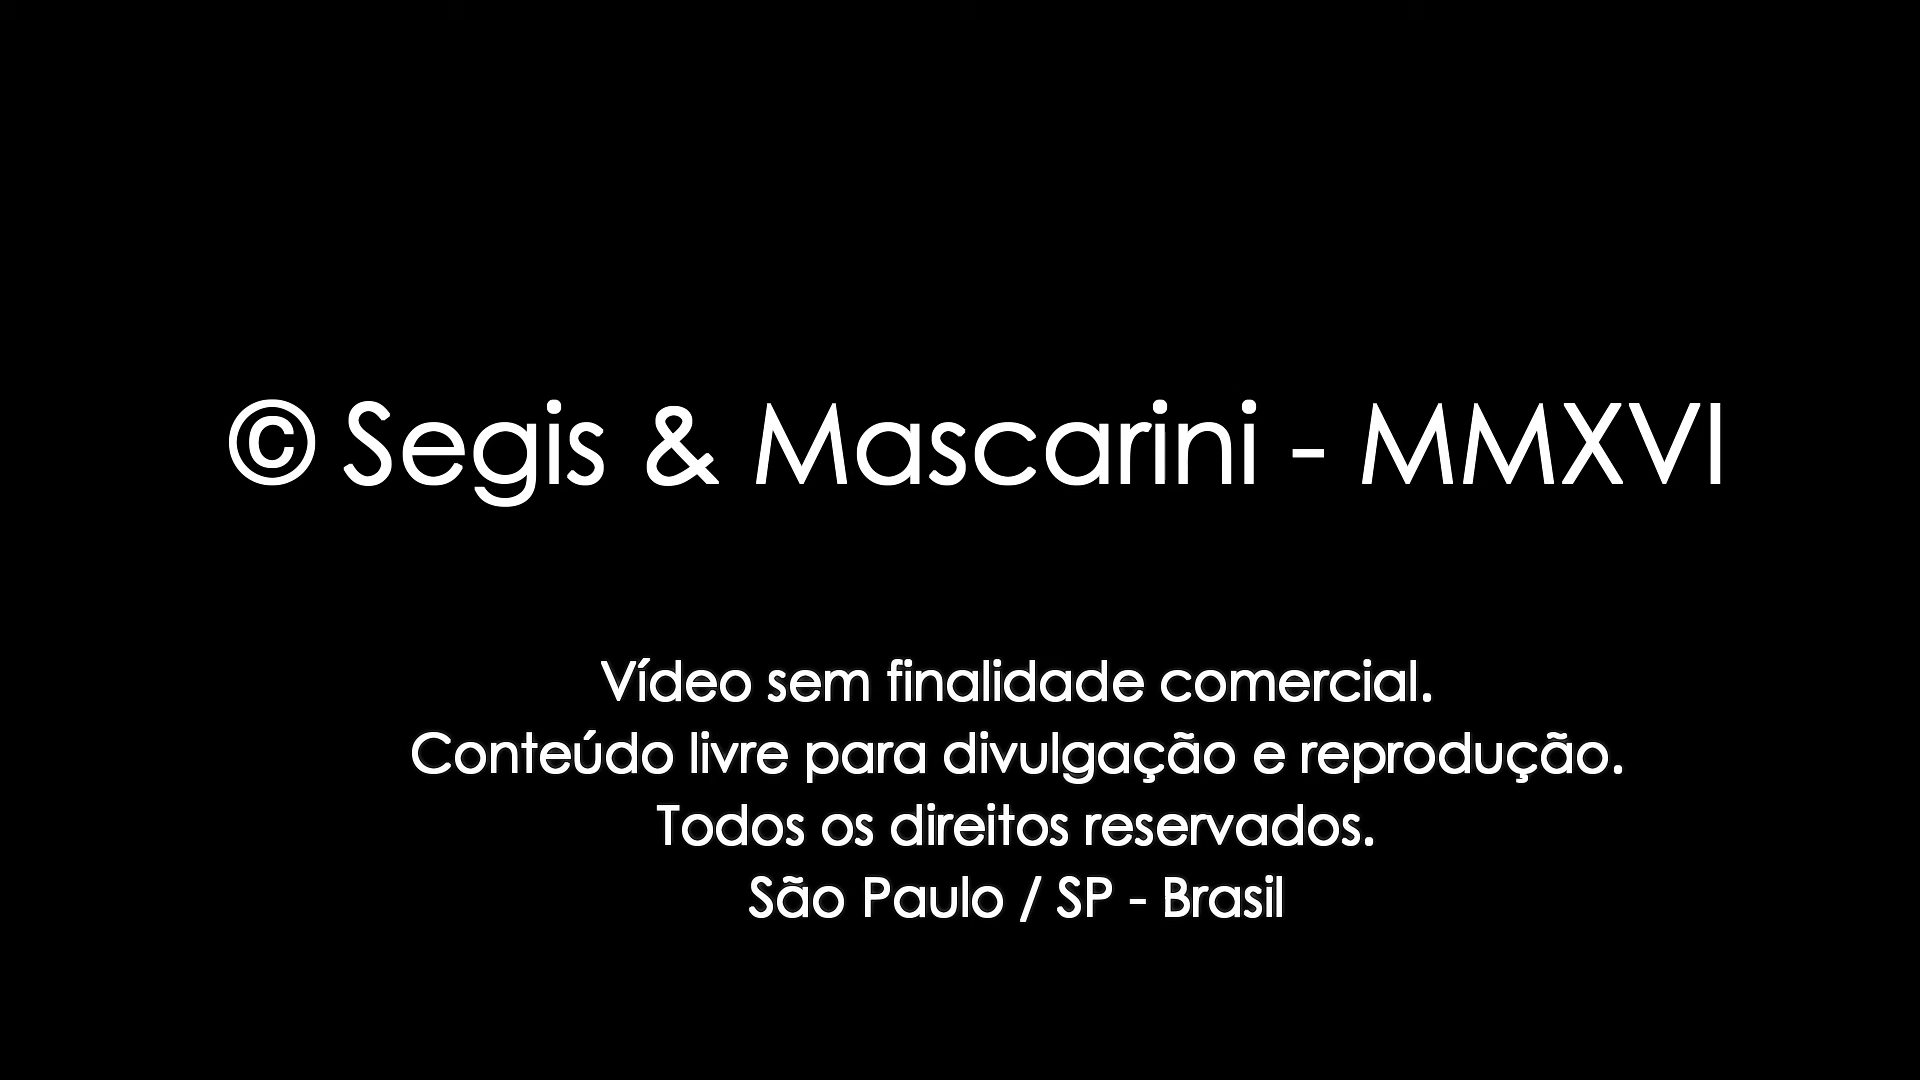 © Segis & Mascarini - MMXVI
Vídeo sem finalidade comercial.
Conteúdo livre para divulgação e reprodução.
Todos os direitos reservados.
São Paulo / SP - Brasil